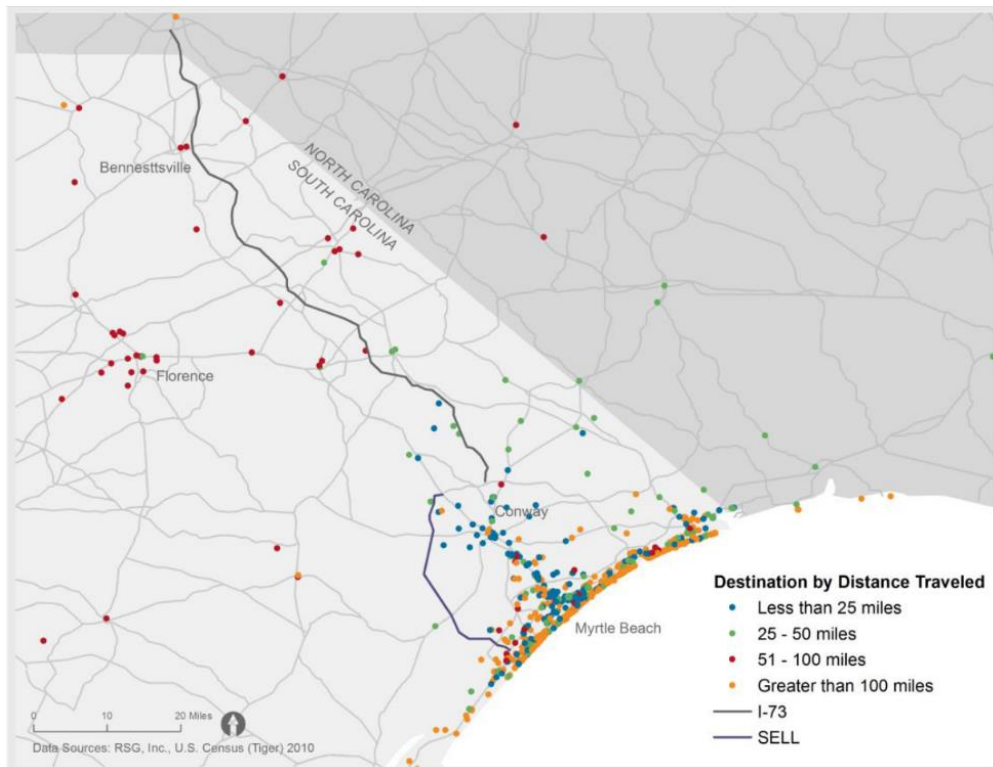 Bennesttsville
NORTH CAROLINA
SOUTH CAROLINA
Florence
Conway
Myrtle Beach
Destination by Distance Traveled
Less than 25 miles
25 - 50 miles
51 - 100 miles
Greater than 100 miles
I-73
SELL
0 10 20 Miles
Data Sources: RSG, Inc., U.S. Census (Tiger) 2010